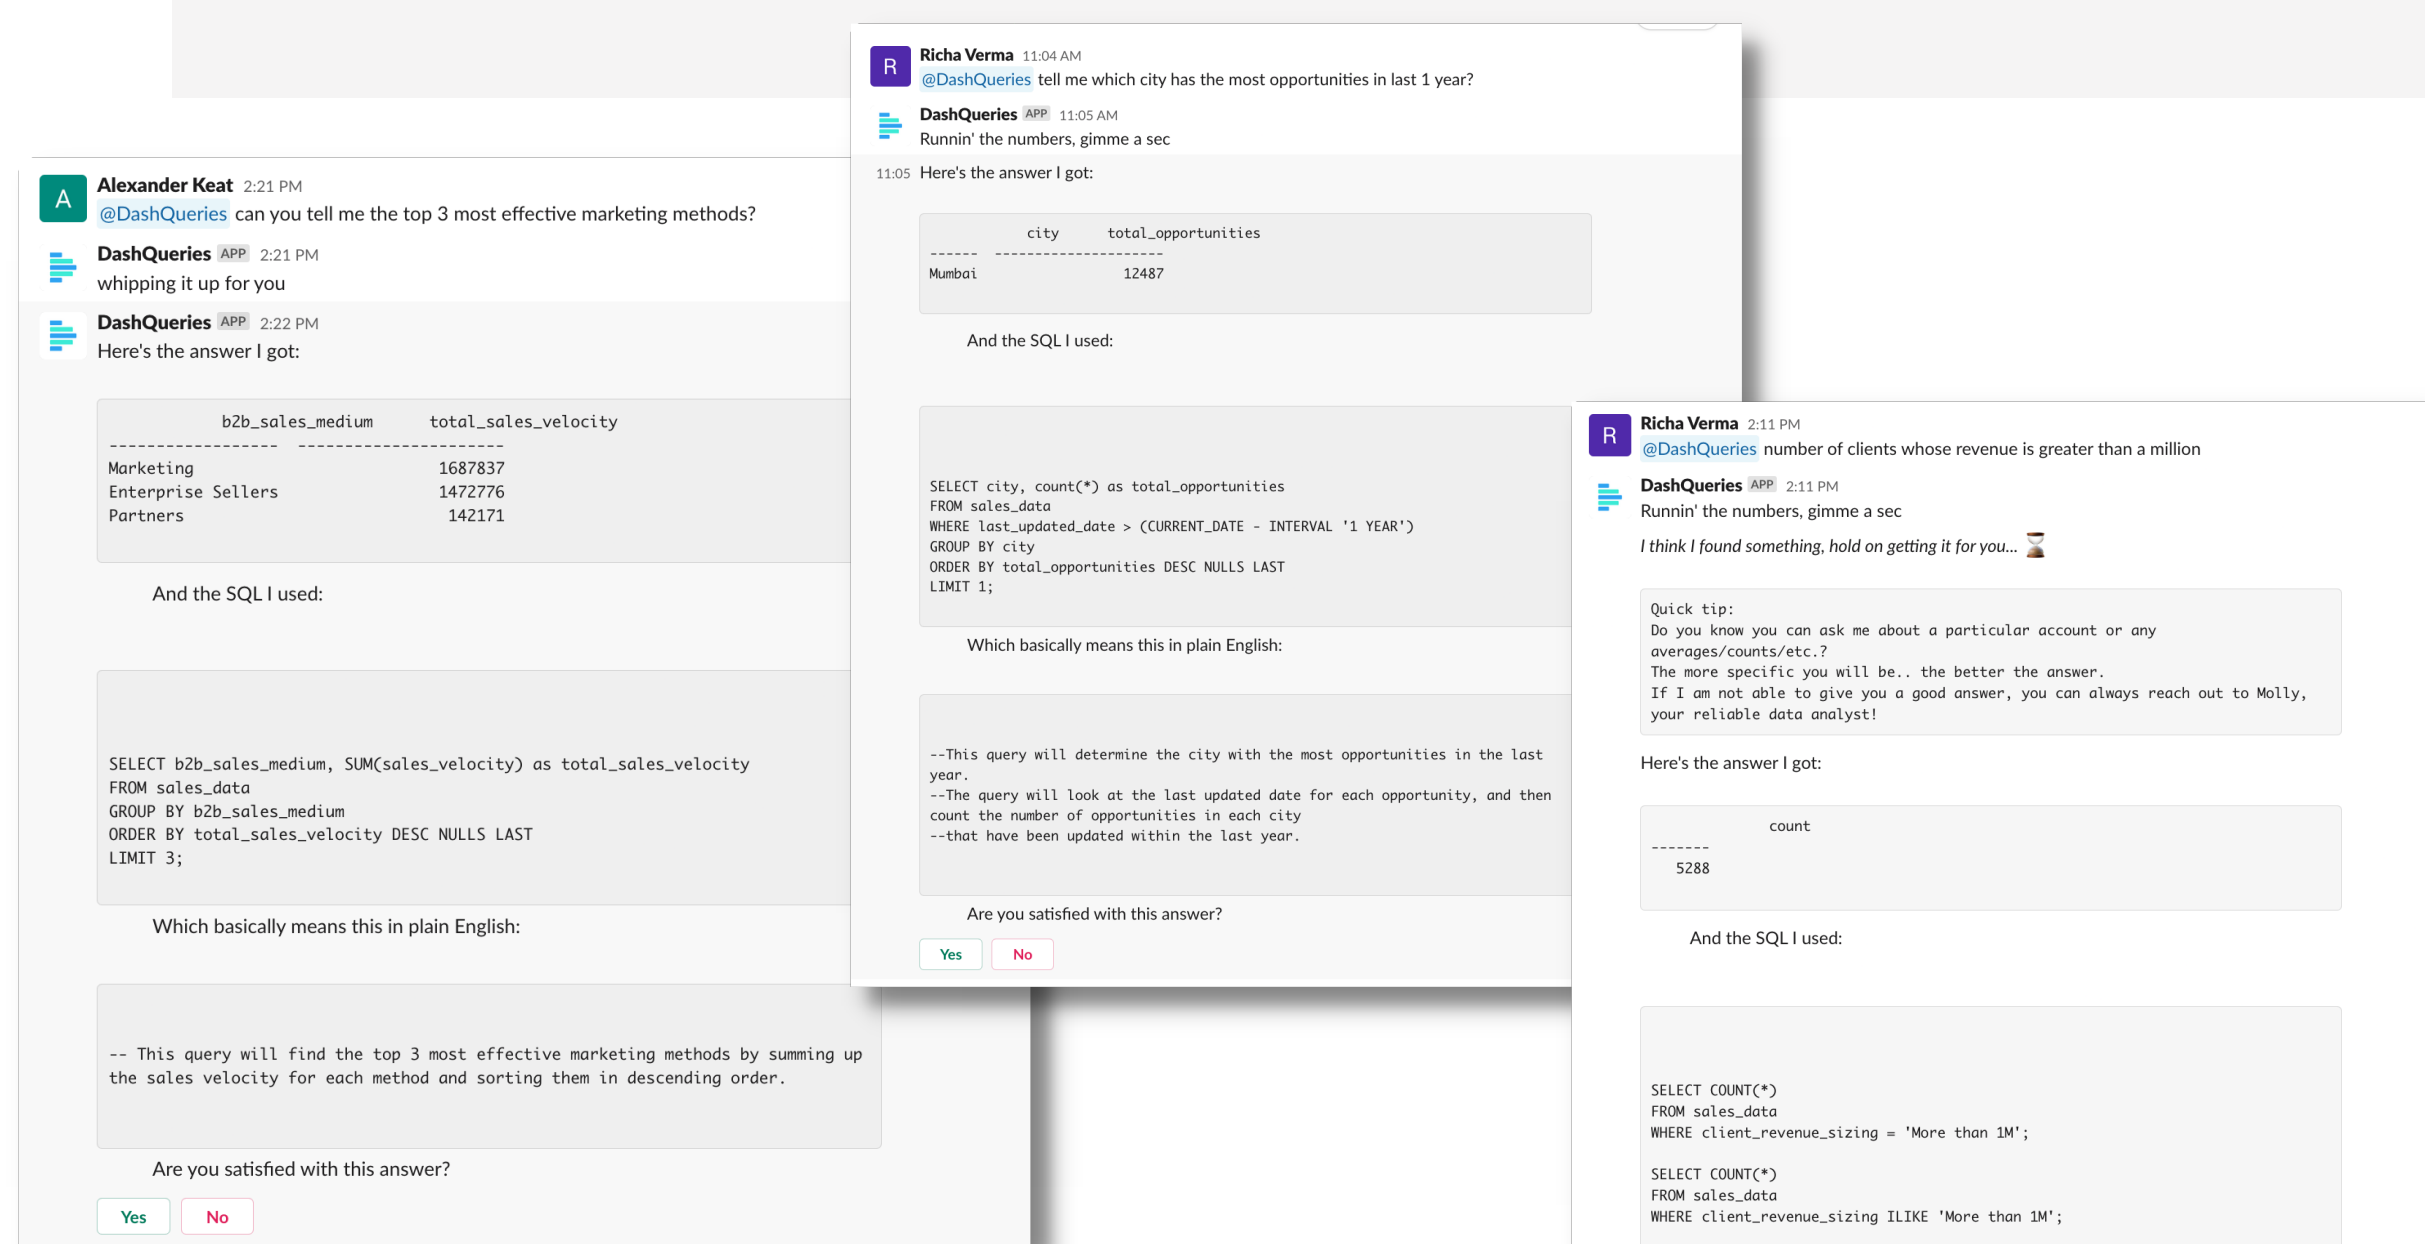 A
Alexander Keat 2:21 PM
@DashQueries can you tell me the top 3 most effective marketing methods?
DashQueries APP 2:21 PM
whipping it up for you
DashQueries APP 2:22 PM
Here's the answer I got:
b2b_sales_medium total_sales_velocity
------------------ ----------------------
Marketing 1687837
Enterprise Sellers 1472776
Partners 142171
And the SQL I used:
SELECT b2b_sales_medium, SUM(sales_velocity) as total_sales_velocity
FROM sales_data
GROUP BY b2b_sales_medium
ORDER BY total_sales_velocity DESC NULLS LAST
LIMIT 3;
Which basically means this in plain English:
-- This query will find the top 3 most effective marketing methods by summing up
the sales velocity for each method and sorting them in descending order.
Are you satisfied with this answer?
Yes No
R
Richa Verma 11:04 AM
@DashQueries tell me which city has the most opportunities in last 1 year?
DashQueries APP 11:05 AM
Runnin' the numbers, gimme a sec
11:05 Here's the answer I got:
city total_opportunities
------ ---------------------
Mumbai 12487
And the SQL I used:
SELECT city, count(*) as total_opportunities
FROM sales_data
WHERE last_updated_date > (CURRENT_DATE - INTERVAL '1 YEAR')
GROUP BY city
ORDER BY total_opportunities DESC NULLS LAST
LIMIT 1;
Which basically means this in plain English:
--This query will determine the city with the most opportunities in the last
year.
--The query will look at the last updated date for each opportunity, and then
count the number of opportunities in each city
--that have been updated within the last year.
Are you satisfied with this answer?
Yes No
R
Richa Verma 2:11 PM
@DashQueries number of clients whose revenue is greater than a million
DashQueries APP 2:11 PM
Runnin' the numbers, gimme a sec
I think I found something, hold on getting it for you... ⏳
Quick tip:
Do you know you can ask me about a particular account or any
averages/counts/etc.?
The more specific you will be.. the better the answer.
If I am not able to give you a good answer, you can always reach out to Molly,
your reliable data analyst!
Here's the answer I got:
count
-------
5288
And the SQL I used:
SELECT COUNT(*)
FROM sales_data
WHERE client_revenue_sizing = 'More than 1M';
SELECT COUNT(*)
FROM sales_data
WHERE client_revenue_sizing ILIKE 'More than 1M';